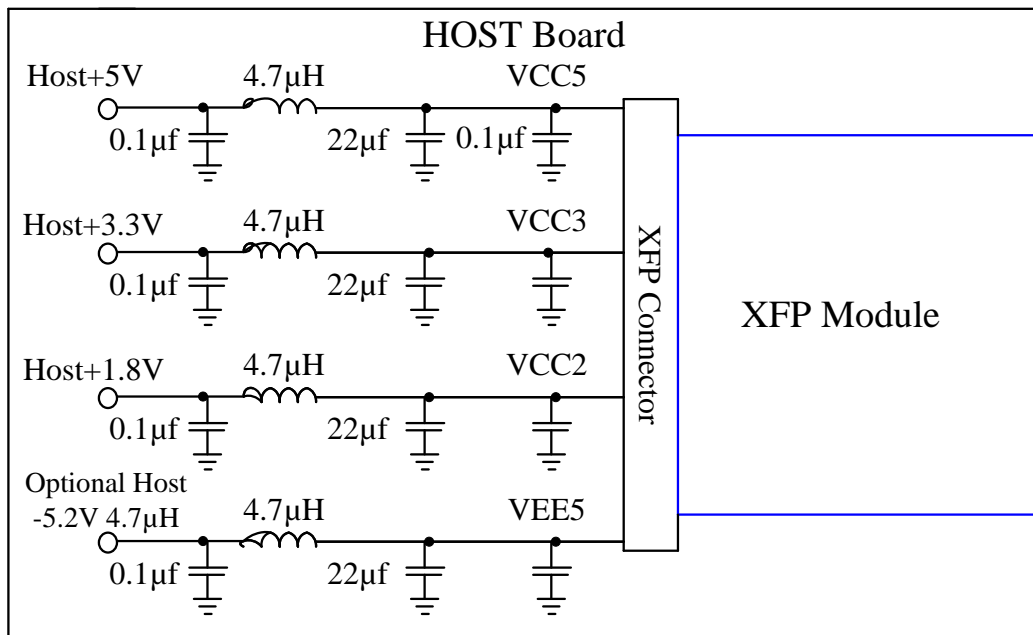 HOST Board
Host+5V 4.7µH VCC5
0.1µf 22µf 0.1µf
Host+3.3V 4.7µH VCC3
0.1µf 22µf
XFP Connector
XFP Module
Host+1.8V 4.7µH VCC2
0.1µf 22µf
Optional Host
-5.2V 4.7µH 4.7µH VEE5
0.1µf 22µf